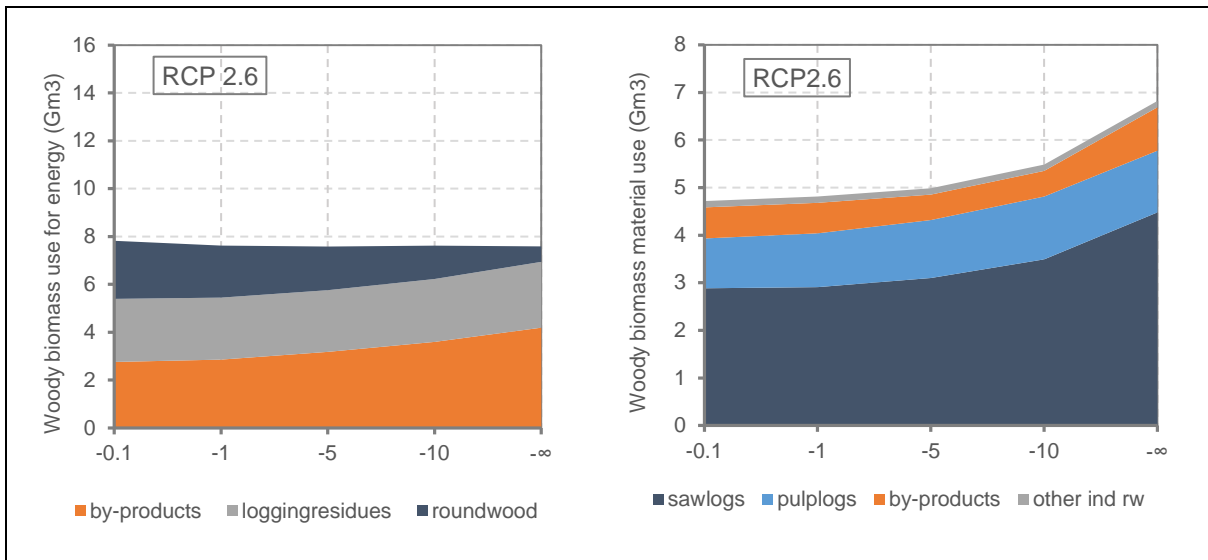 Woody biomass use for energy (Gm3)
16
14
12
10
8
6
4
2
0
RCP 2.6
-0.1
-1
-5
-10
-∞
by-products
loggingresidues
roundwood
Woody biomass material use (Gm3)
8
7
6
5
4
3
2
1
0
RCP2.6
-0.1
-1
-5
-10
-∞
sawlogs
pulplogs
by-products
other ind rw